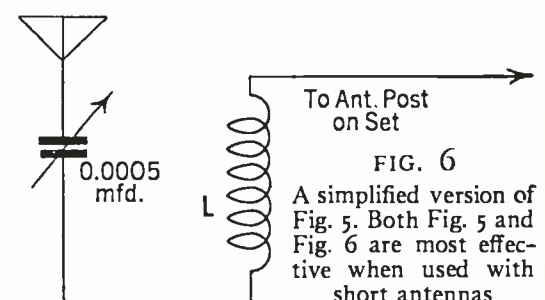 To Ant. Post
on Set
0.0005
mfd.
L
FIG. 6
A simplified version of
Fig. 5. Both Fig. 5 and
Fig. 6 are most effec-
tive when used with
short antennas